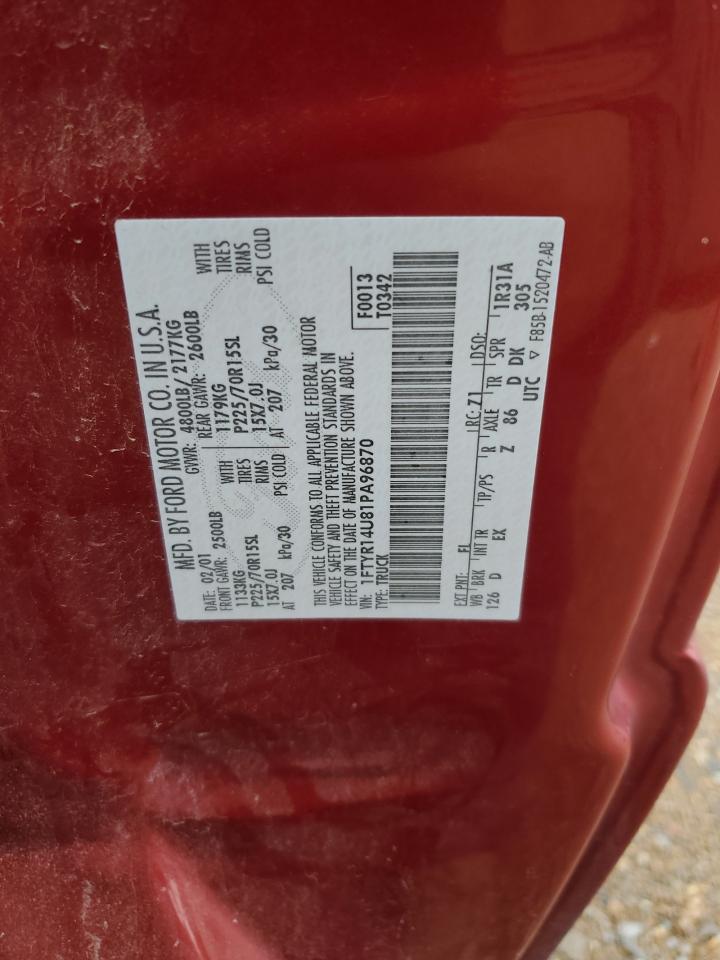 MFD. BY FORD MOTOR CO. IN U.S.A.
DATE: 02/01 GVWR: 4800LB/ 2177KG
FRONT GAWR: 2500LB REAR GAWR: 2600LB
1133KG WITH 1179KG WITH
P225/70R15SL TIRES P225/70R15SL TIRES
15X7.0J RIMS 15X7.0J RIMS
AT 207 kPa/30 PSI COLD AT 207 kPa/30 PSI COLD
THIS VEHICLE CONFORMS TO ALL APPLICABLE FEDERAL MOTOR
VEHICLE SAFETY AND THEFT PREVENTION STANDARDS IN
EFFECT ON THE DATE OF MANUFACTURE SHOWN ABOVE.
VIN: 1FTYR14U81PA96870 F0013
TYPE: TRUCK T0342
EXT PNT: FL RC: 71 DSO:
WB BRK INT TR TP/PS R AXLE TR SPR 1R31A
126 D EX Z 86 D DK 305
UTC ▽ F85B-1520472-AB